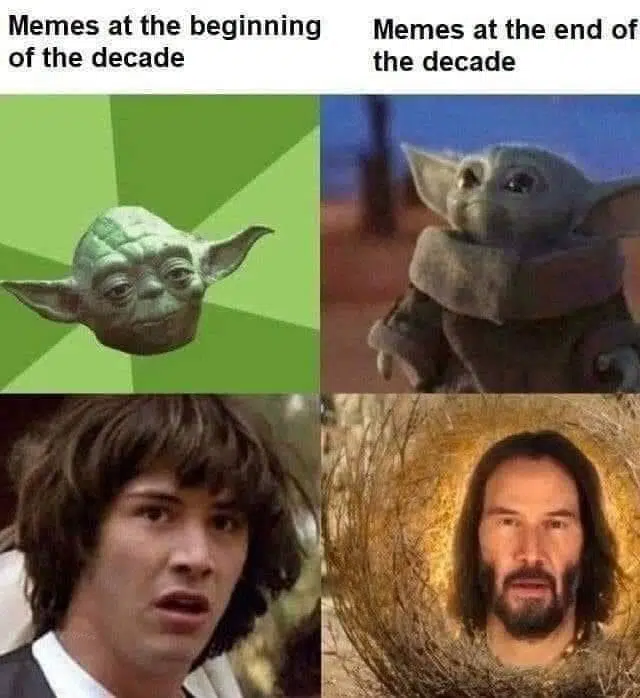 Memes at the beginning
of the decade
Memes at the end of
the decade